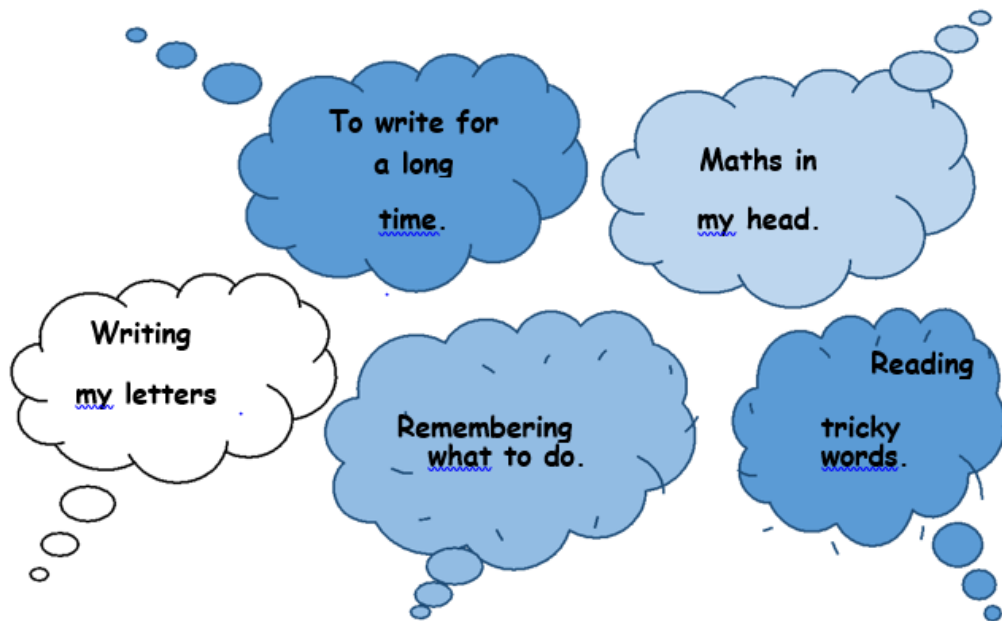 To write for
a long
time.
Maths in
my head.
Writing
my letters
Remembering
what to do.
Reading
tricky
words.